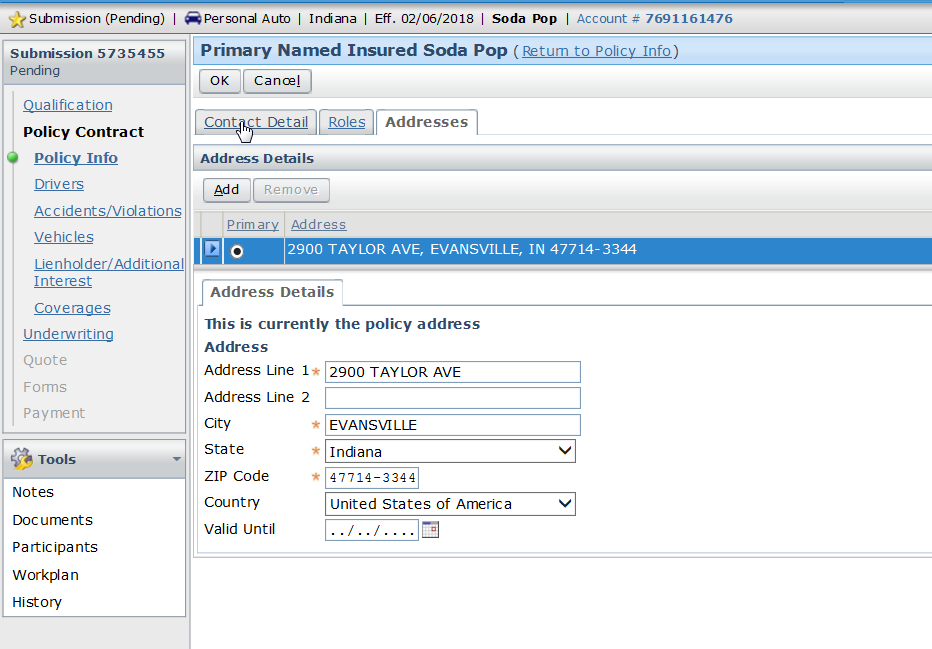 Submission (Pending) | Personal Auto | Indiana | Eff. 02/06/2018 | Soda Pop | Account # 7691161476
Submission 5735455
Pending
Qualification
Policy Contract
Policy Info
Drivers
Accidents/Violations
Vehicles
Lienholder/Additional
Interest
Coverages
Underwriting
Quote
Forms
Payment
Tools
Notes
Documents
Participants
Workplan
History
Primary Named Insured Soda Pop (Return to Policy Info)
OK Cancel
Contact Detail Roles Addresses
Address Details
Add Remove
Primary Address
2900 TAYLOR AVE, EVANSVILLE, IN 47714-3344
Address Details
This is currently the policy address
Address
Address Line 1* 2900 TAYLOR AVE
Address Line 2
City * EVANSVILLE
State * Indiana
ZIP Code * 47714-3344
Country United States of America
Valid Until ../../....